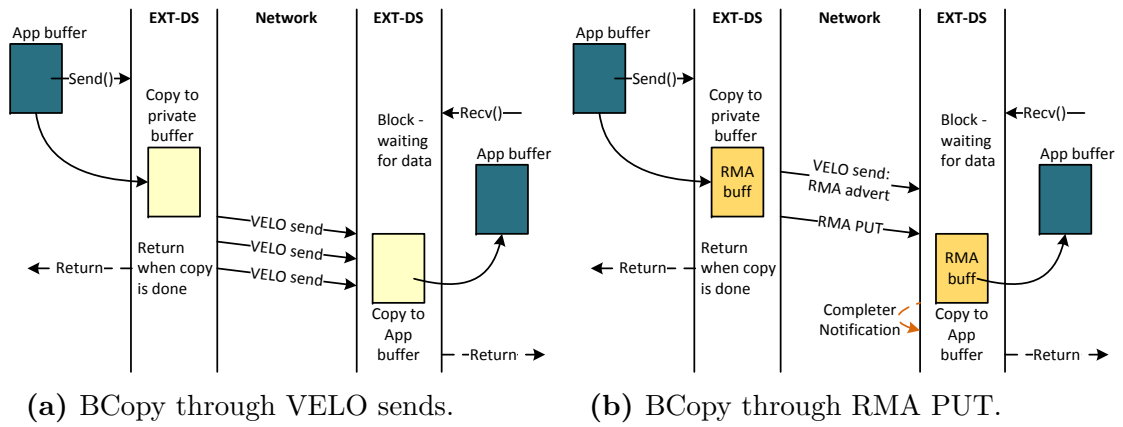 EXT-DS
Network
EXT-DS
App buffer
Send()
Copy to
private
buffer
Recv()
Block -
waiting
for data
App buffer
VELO send
VELO send
VELO send
Return
Return
when copy
is done
Copy to
App
buffer
Return
(a) BCopy through VELO sends.
EXT-DS
Network
EXT-DS
App buffer
Send()
Copy to
private
buffer
Recv()
Block -
waiting
for data
App buffer
RMA
buff
VELO send:
RMA advert
RMA PUT
Return
Return
when copy
is done
RMA
buff
Completer
Notification
Copy to
App
buffer
Return
(b) BCopy through RMA PUT.